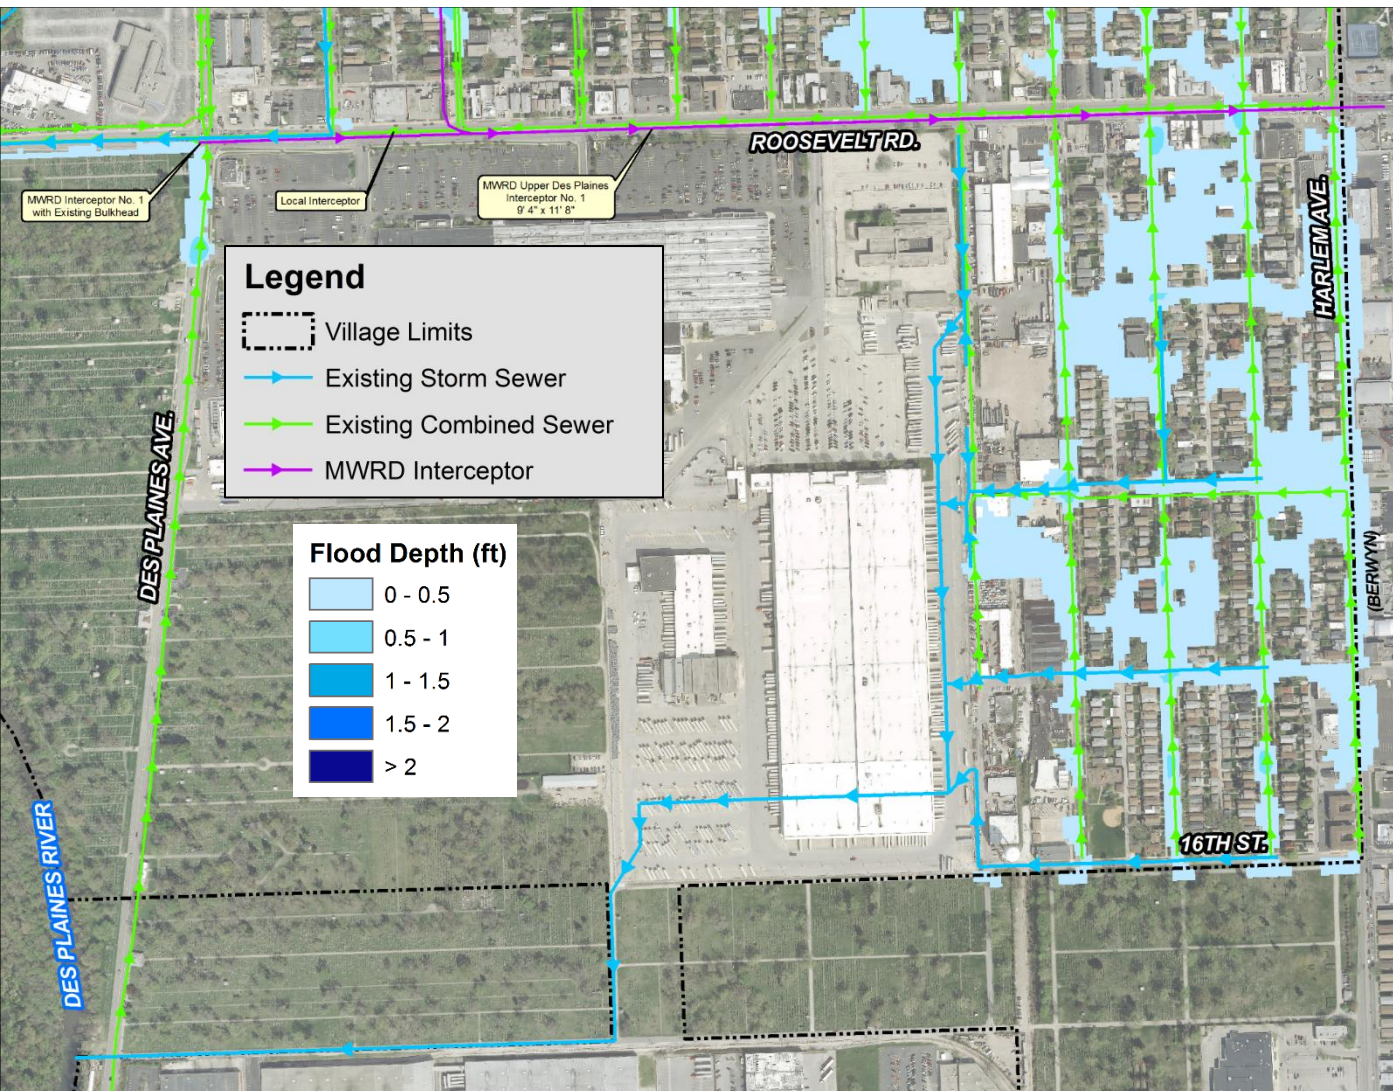 ROOSEVELT RD.
MWRD Interceptor No. 1
with Existing Bulkhead
Local Interceptor
MWRD Upper Des Plaines
Interceptor No. 1
9' 4" x 11' 8"
HARLEM AVE.
Legend
Village Limits
Existing Storm Sewer
Existing Combined Sewer
MWRD Interceptor
DES PLAINES AVE.
Flood Depth (ft)
0 - 0.5
0.5 - 1
1 - 1.5
1.5 - 2
> 2
(BERWYN)
16TH ST.
DES PLAINES RIVER